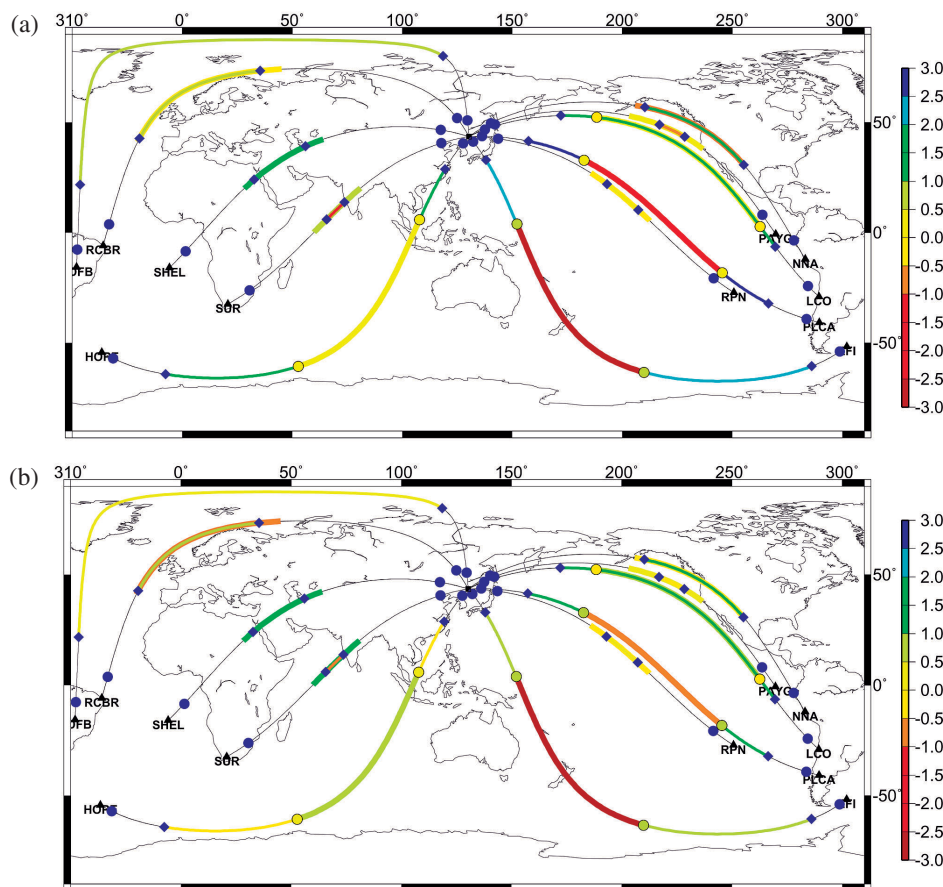 (a)
310° 0° 50° 100° 150° 200° 250° 300°
50°
0°
-50°
RCBR
JFB
SHEL
SUR
HOPE
PAYG
NNA
RPN
LCO
PLCA
EFI
3.0
2.5
2.0
1.5
1.0
0.5
0.0
-0.5
-1.0
-1.5
-2.0
-2.5
-3.0
(b)
310° 0° 50° 100° 150° 200° 250° 300°
50°
0°
-50°
RCBR
JFB
SHEL
SUR
HOPE
PAYG
NNA
RPN
LCO
PLCA
EFI
3.0
2.5
2.0
1.5
1.0
0.5
0.0
-0.5
-1.0
-1.5
-2.0
-2.5
-3.0